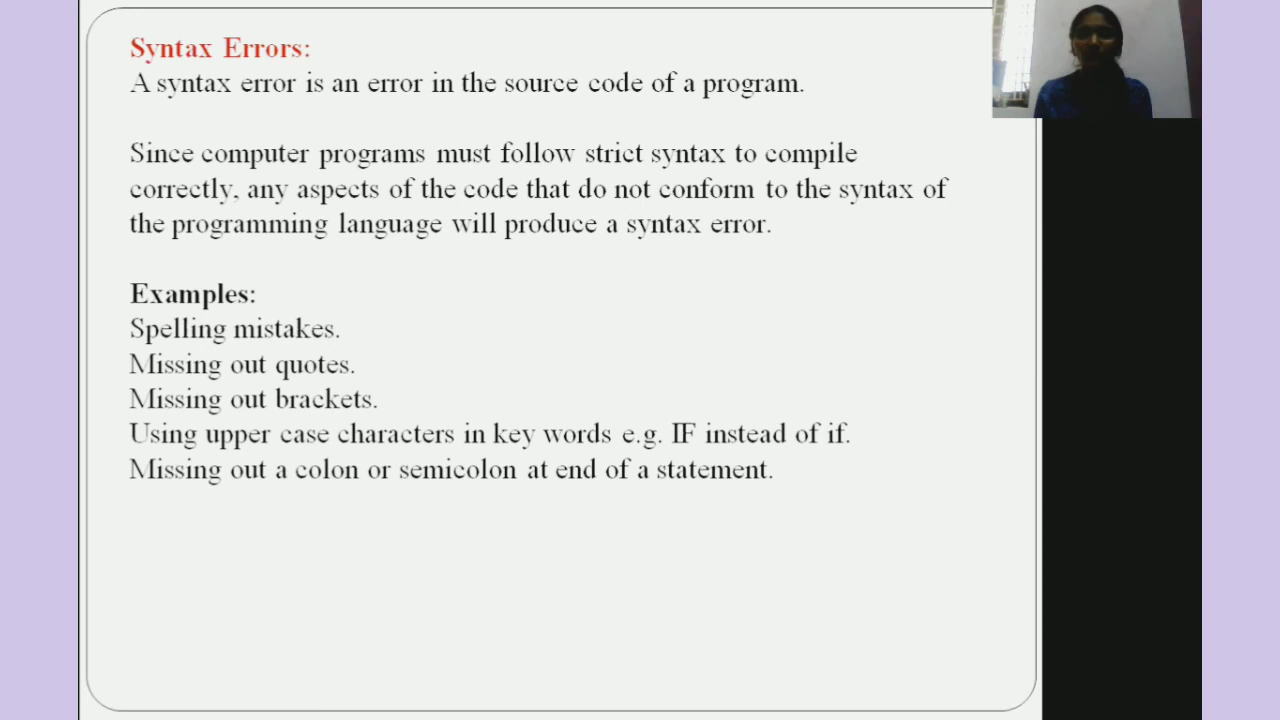 Syntax Errors:
A syntax error is an error in the source code of a program.
Since computer programs must follow strict syntax to compile
correctly, any aspects of the code that do not conform to the syntax of
the programming language will produce a syntax error.
Examples:
Spelling mistakes.
Missing out quotes.
Missing out brackets.
Using upper case characters in key words e.g. IF instead of if.
Missing out a colon or semicolon at end of a statement.